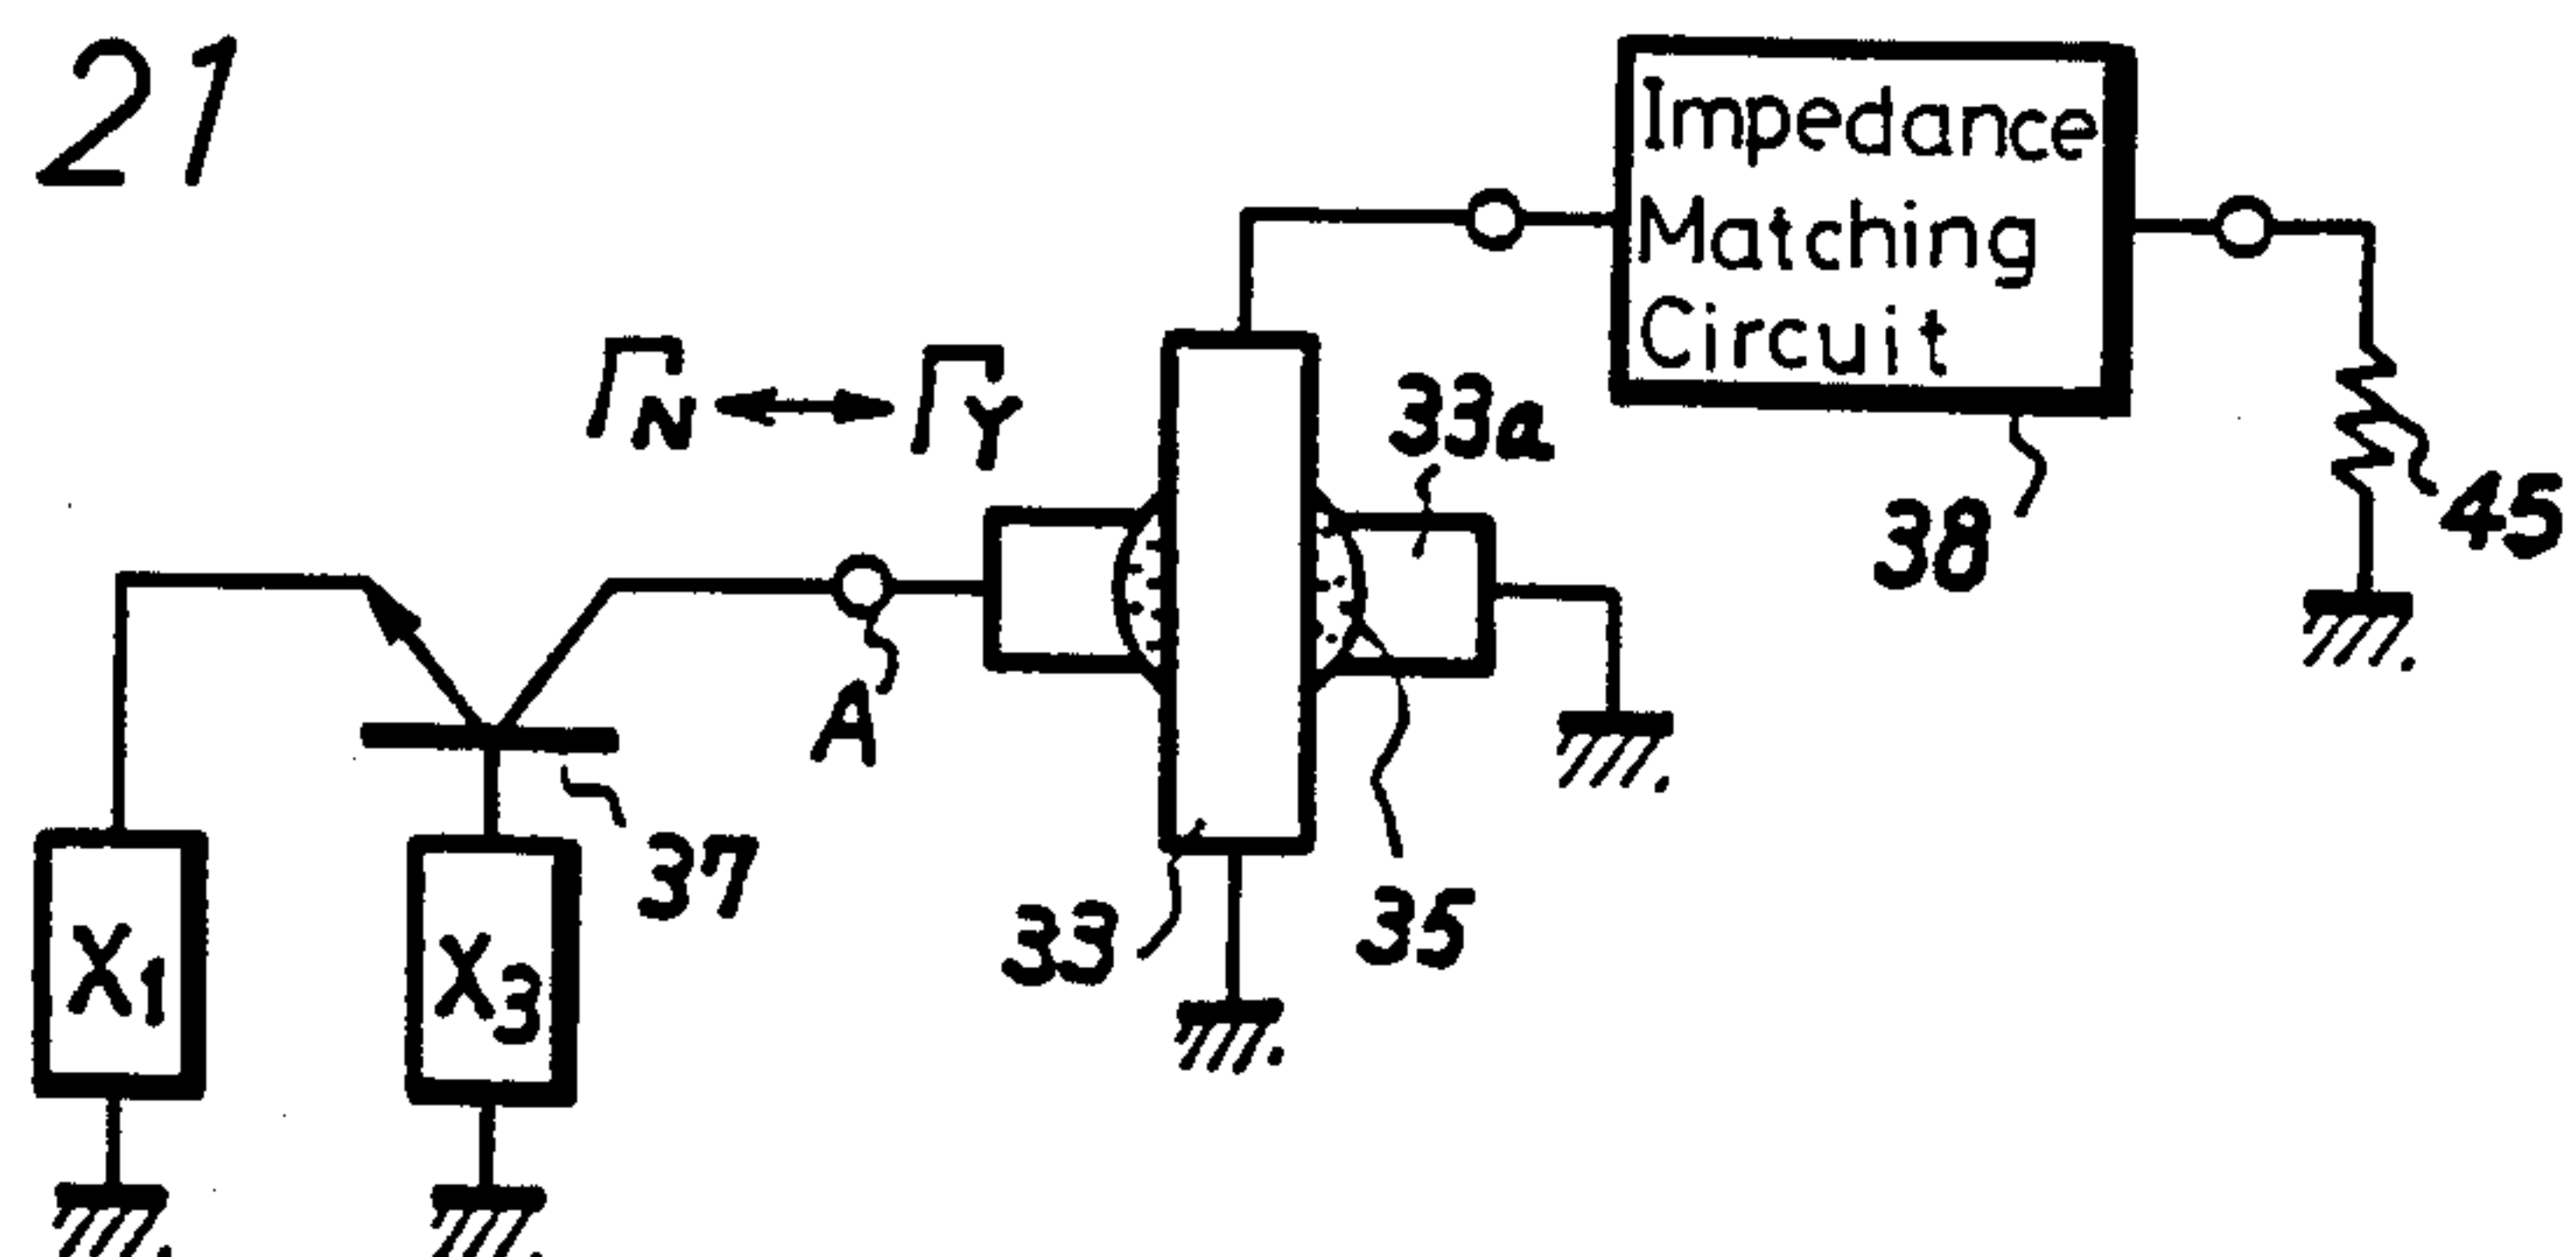 21
Impedance
Matching
Circuit
ΓN ↔ ΓY
33a
38
45
A
37
33
35
X1
X3